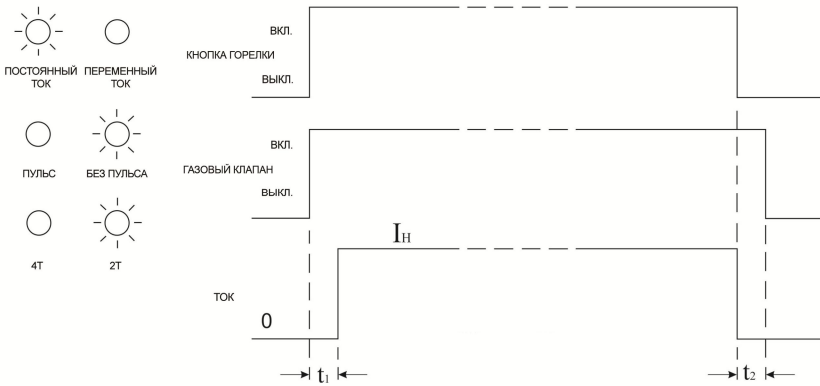 ПОСТОЯННЫЙ
ТОК
ПЕРЕМЕННЫЙ
ТОК
ПУЛЬС
БЕЗ ПУЛЬСА
4Т
2Т
ВКЛ.
КНОПКА ГОРЕЛКИ
ВЫКЛ.
ВКЛ.
ГАЗОВЫЙ КЛАПАН
ВЫКЛ.
Iн
ТОК
0
t₁
t₂